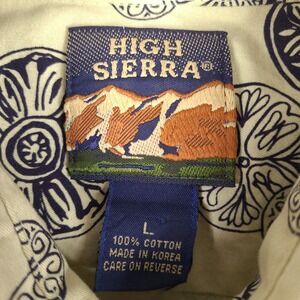 HIGH
SIERRA®
L
100% COTTON
MADE IN KOREA
CARE ON REVERSE